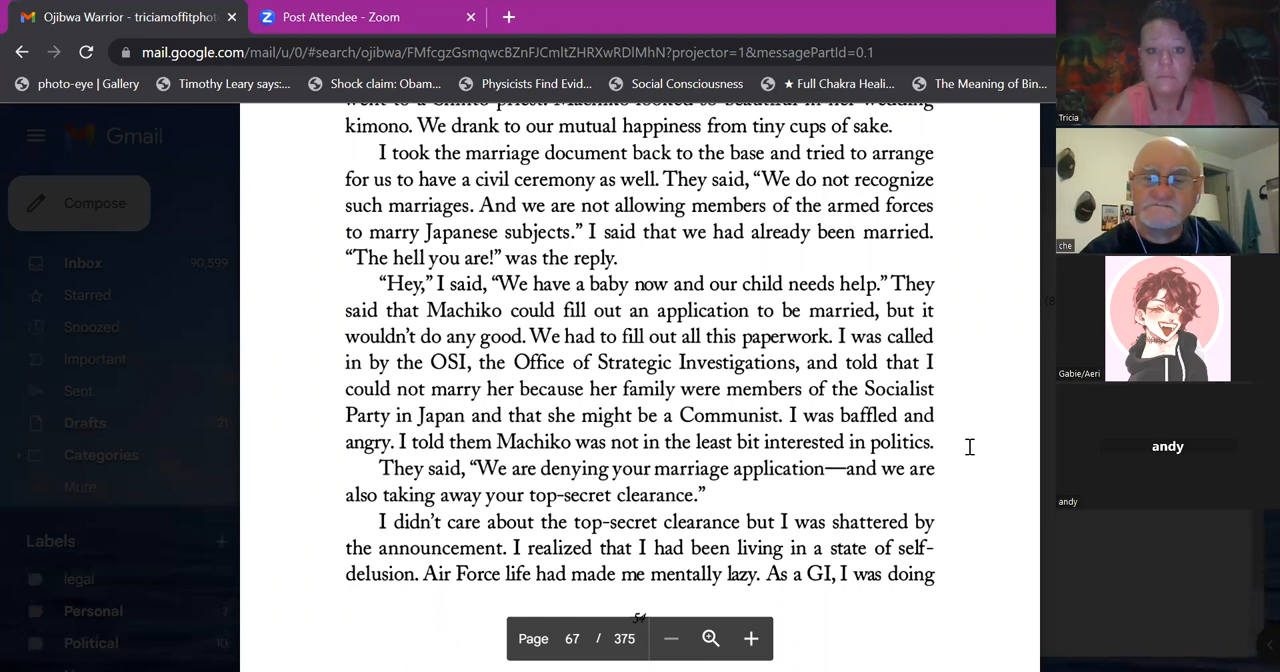 Ojibwa Warrior - triciamoffitphot
Post Attendee - Zoom
mail.google.com/mail/u/0/#search/ojibwa/FMfcgzGsmqwcBZnFJCmltZHRXwRDlMhN?projector=1&messagePartId=0.1
photo-eye | Gallery
Timothy Leary says:...
Shock claim: Obam...
Physicists Find Evid...
Social Consciousness
★ Full Chakra Heali...
The Meaning of Bin...
Gmail
Compose
Inbox 90,599
Starred
Snoozed
Important
Sent
Drafts 21
Categories
More
Labels
legal
Personal 2
Political 10
kimono. We drank to our mutual happiness from tiny cups of sake.
I took the marriage document back to the base and tried to arrange
for us to have a civil ceremony as well. They said, “We do not recognize
such marriages. And we are not allowing members of the armed forces
to marry Japanese subjects.” I said that we had already been married.
“The hell you are!” was the reply.
“Hey,” I said, “We have a baby now and our child needs help.” They
said that Machiko could fill out an application to be married, but it
wouldn’t do any good. We had to fill out all this paperwork. I was called
in by the OSI, the Office of Strategic Investigations, and told that I
could not marry her because her family were members of the Socialist
Party in Japan and that she might be a Communist. I was baffled and
angry. I told them Machiko was not in the least bit interested in politics.
They said, “We are denying your marriage application—and we are
also taking away your top-secret clearance.”
I didn’t care about the top-secret clearance but I was shattered by
the announcement. I realized that I had been living in a state of self-
delusion. Air Force life had made me mentally lazy. As a GI, I was doing
54
Page 67 / 375
Tricia
che
Gabie/Aeri
andy
andy